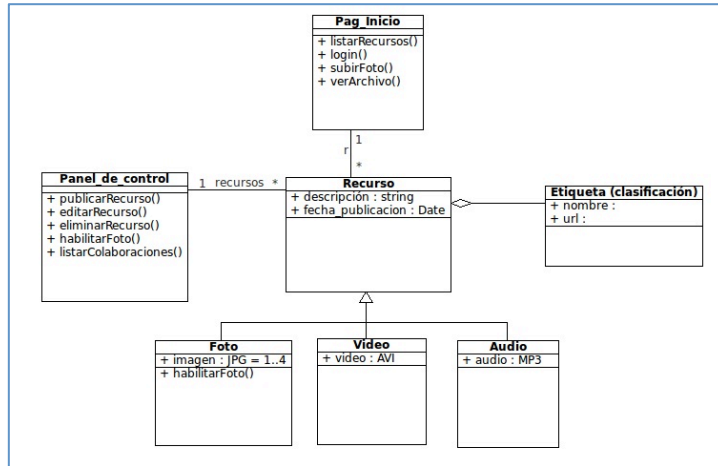 Pag_Inicio
+ listarRecursos()
+ login()
+ subirFoto()
+ verArchivo()
1
r
*
Panel_de_control
+ publicarRecurso()
+ editarRecurso()
+ eliminarRecurso()
+ habilitarFoto()
+ listarColaboraciones()
1 recursos *
Recurso
+ descripción : string
+ fecha_publicacion : Date
Etiqueta (clasificación)
+ nombre :
+ url :
Foto
+ imagen : JPG = 1..4
+ habilitarFoto()
Video
+ video : AVI
Audio
+ audio : MP3